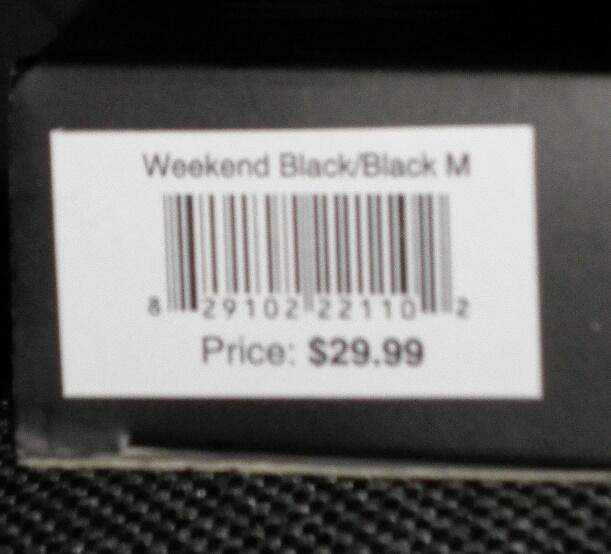 Weekend Black/Black M
8 29102 22110 2
Price: $29.99